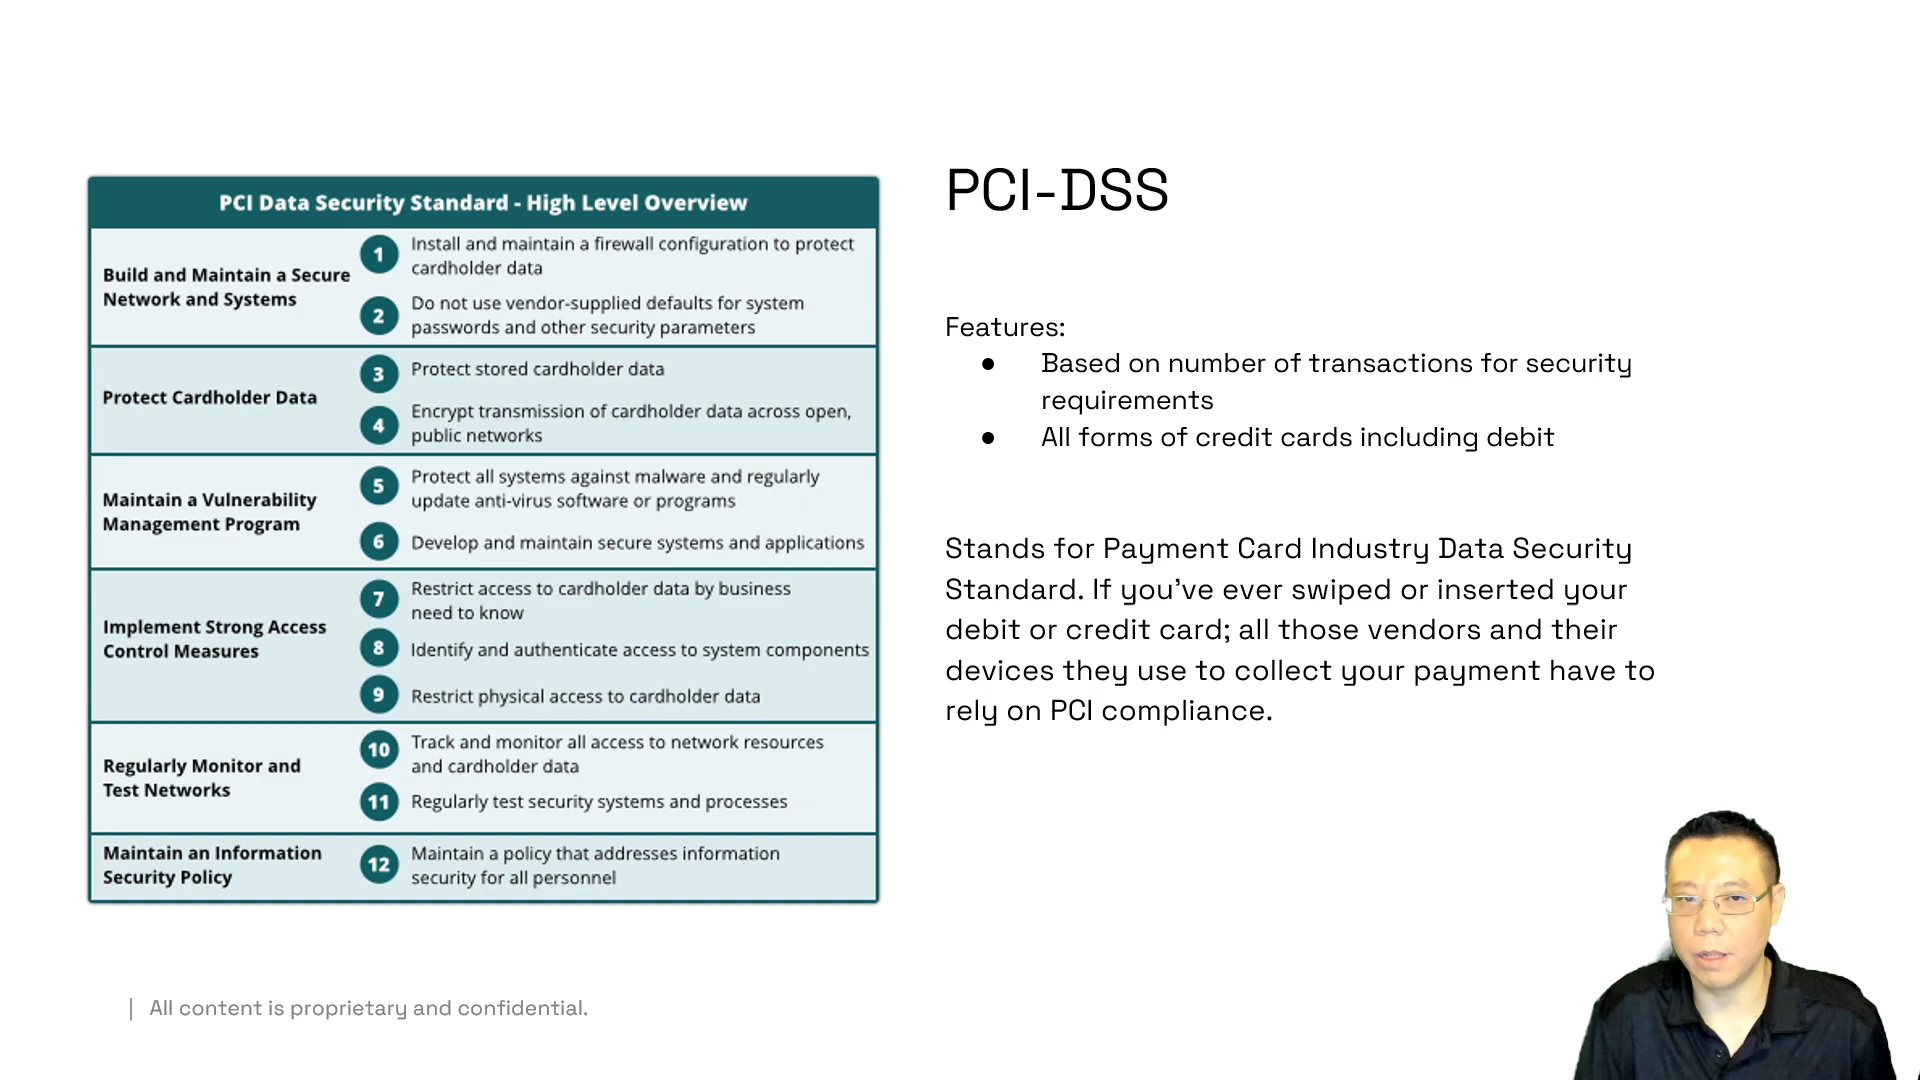 PCI Data Security Standard - High Level Overview
Build and Maintain a Secure
Network and Systems
1
Install and maintain a firewall configuration to protect
cardholder data
2
Do not use vendor-supplied defaults for system
passwords and other security parameters
Protect Cardholder Data
3
Protect stored cardholder data
4
Encrypt transmission of cardholder data across open,
public networks
Maintain a Vulnerability
Management Program
5
Protect all systems against malware and regularly
update anti-virus software or programs
6
Develop and maintain secure systems and applications
Implement Strong Access
Control Measures
7
Restrict access to cardholder data by business
need to know
8
Identify and authenticate access to system components
9
Restrict physical access to cardholder data
Regularly Monitor and
Test Networks
10
Track and monitor all access to network resources
and cardholder data
11
Regularly test security systems and processes
Maintain an Information
Security Policy
12
Maintain a policy that addresses information
security for all personnel
PCI-DSS
Features:
● Based on number of transactions for security
requirements
● All forms of credit cards including debit
Stands for Payment Card Industry Data Security
Standard. If you’ve ever swiped or inserted your
debit or credit card; all those vendors and their
devices they use to collect your payment have to
rely on PCI compliance.
| All content is proprietary and confidential.